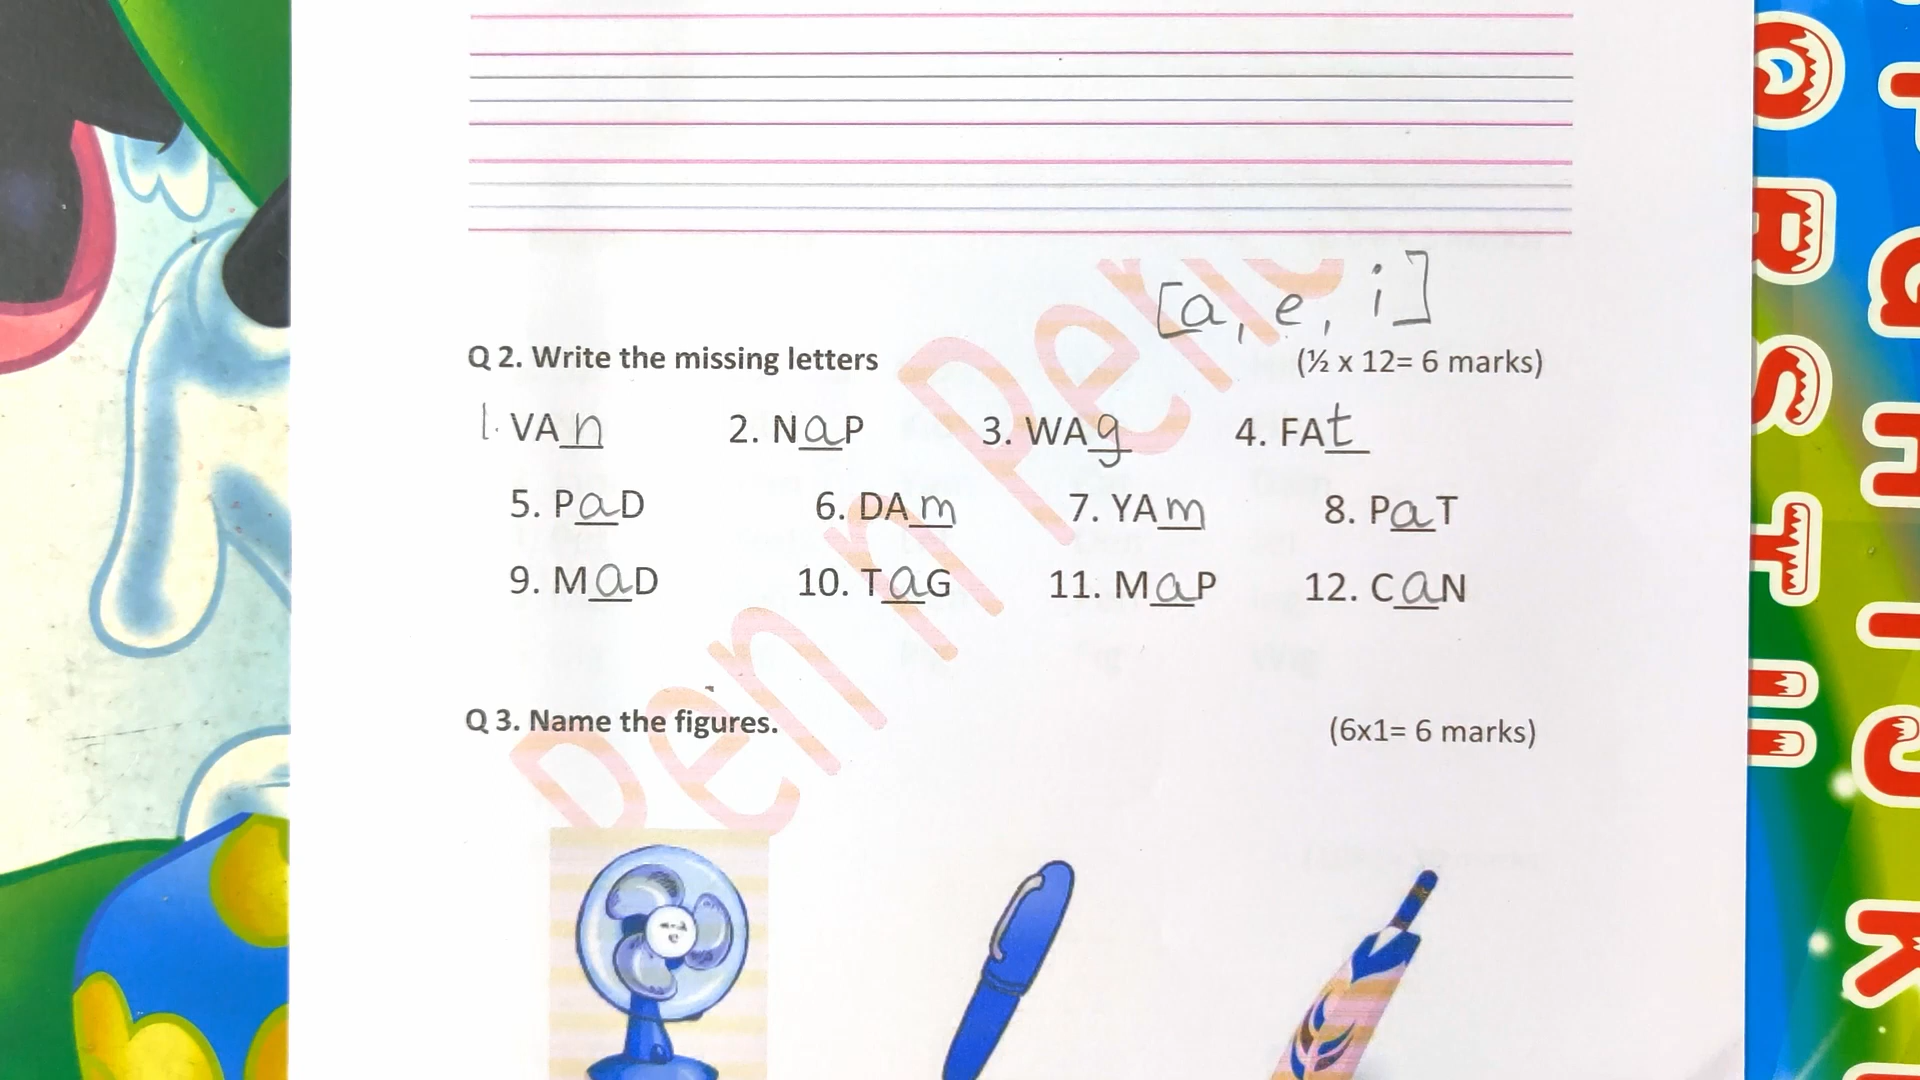 [a, e, i]
Q 2. Write the missing letters (½ x 12= 6 marks)
1. VAn 2. NaP 3. WAg 4. FAt
5. PaD 6. DAm 7. YAm 8. PaT
9. MaD 10. TaG 11. MaP 12. CaN
Q 3. Name the figures. (6x1= 6 marks)
Pen n Peri
P
R
S
T
U
F
G
H
I
J
K